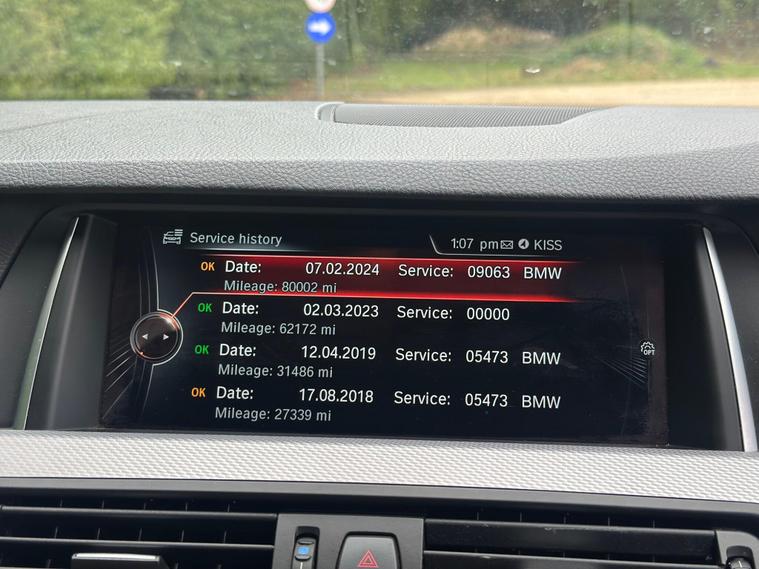 Service history 1:07 pm KISS
OK Date: 07.02.2024 Service: 09063 BMW
Mileage: 80002 mi
OK Date: 02.03.2023 Service: 00000
Mileage: 62172 mi
OK Date: 12.04.2019 Service: 05473 BMW
Mileage: 31486 mi
OPT
OK Date: 17.08.2018 Service: 05473 BMW
Mileage: 27339 mi